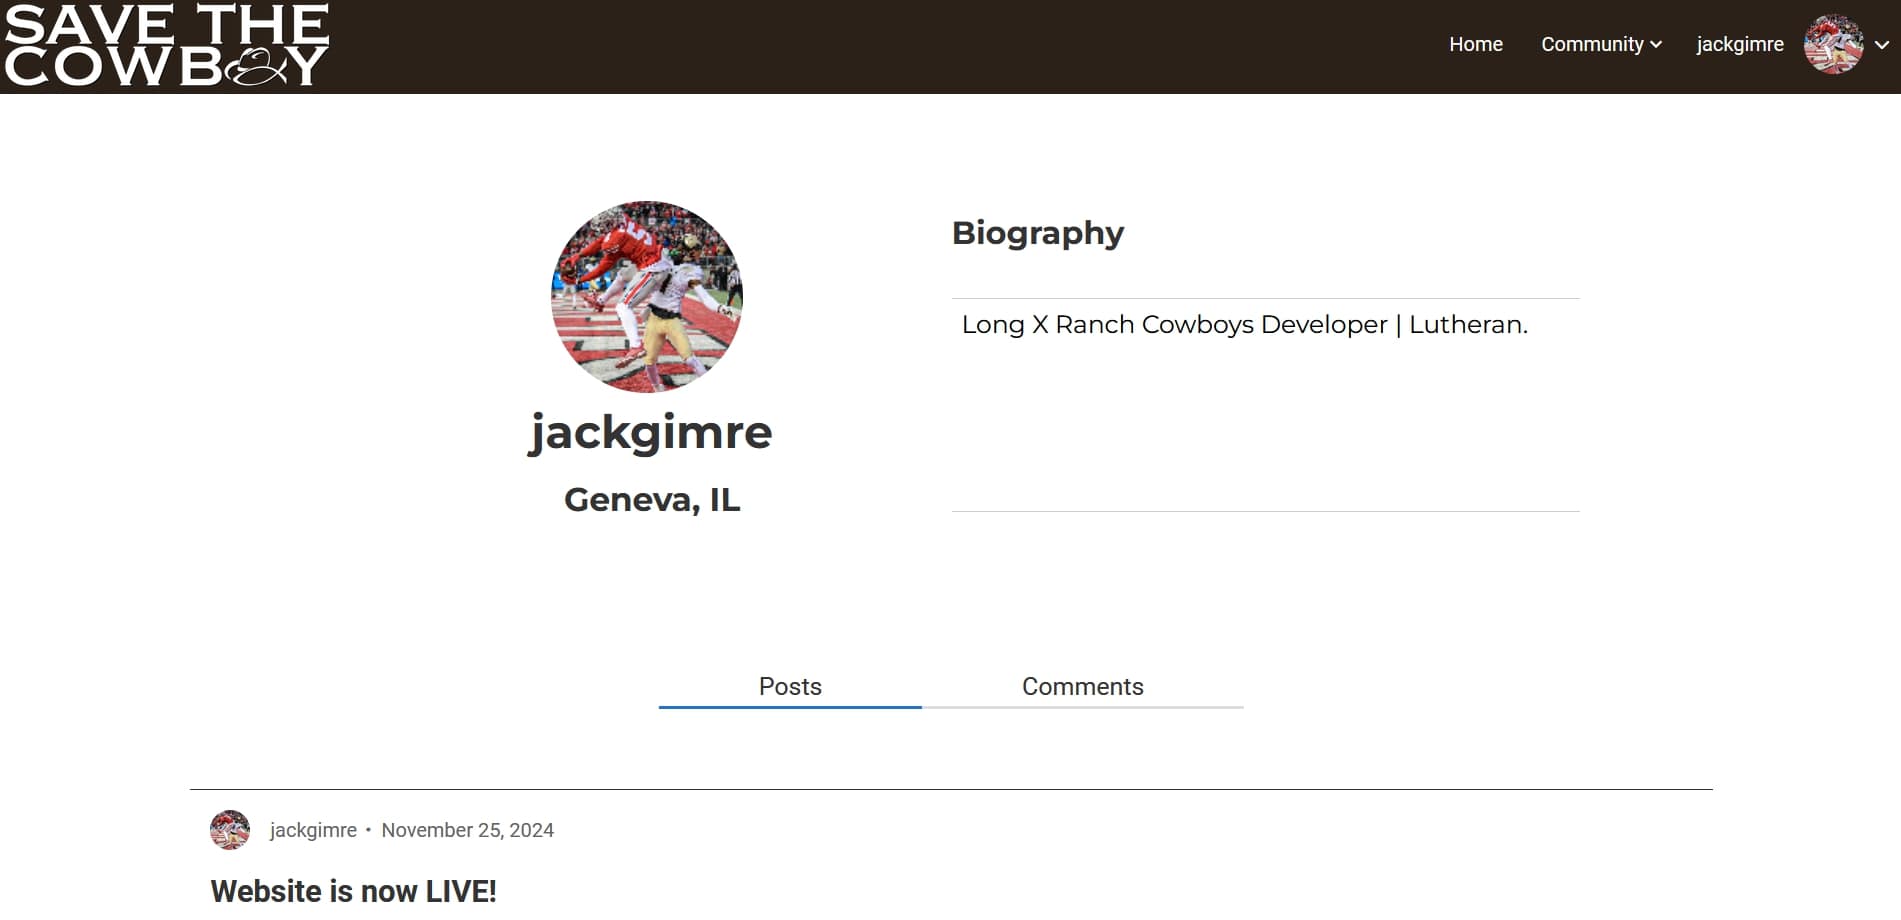 SAVE THE
COWBOY
Home
Community
jackgimre
Biography
Long X Ranch Cowboys Developer | Lutheran.
jackgimre
Geneva, IL
Posts
Comments
jackgimre • November 25, 2024
Website is now LIVE!